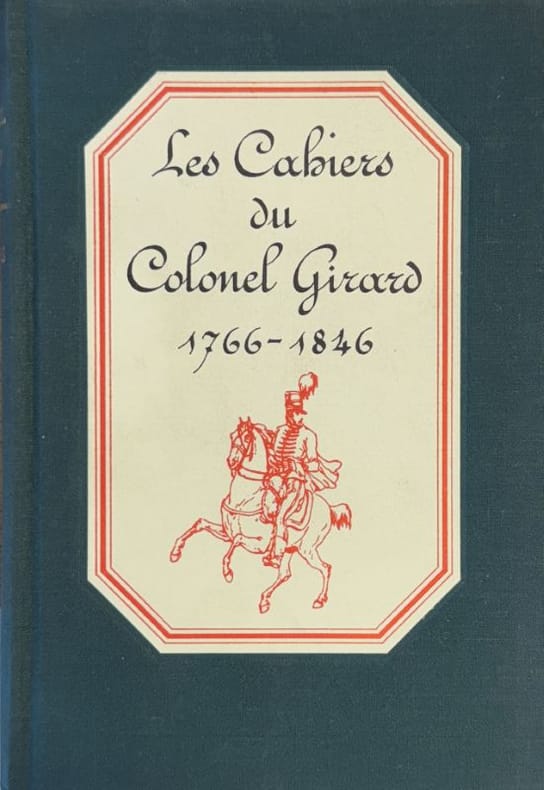 Les Cahiers
du
Colonel Girard
1766-1846